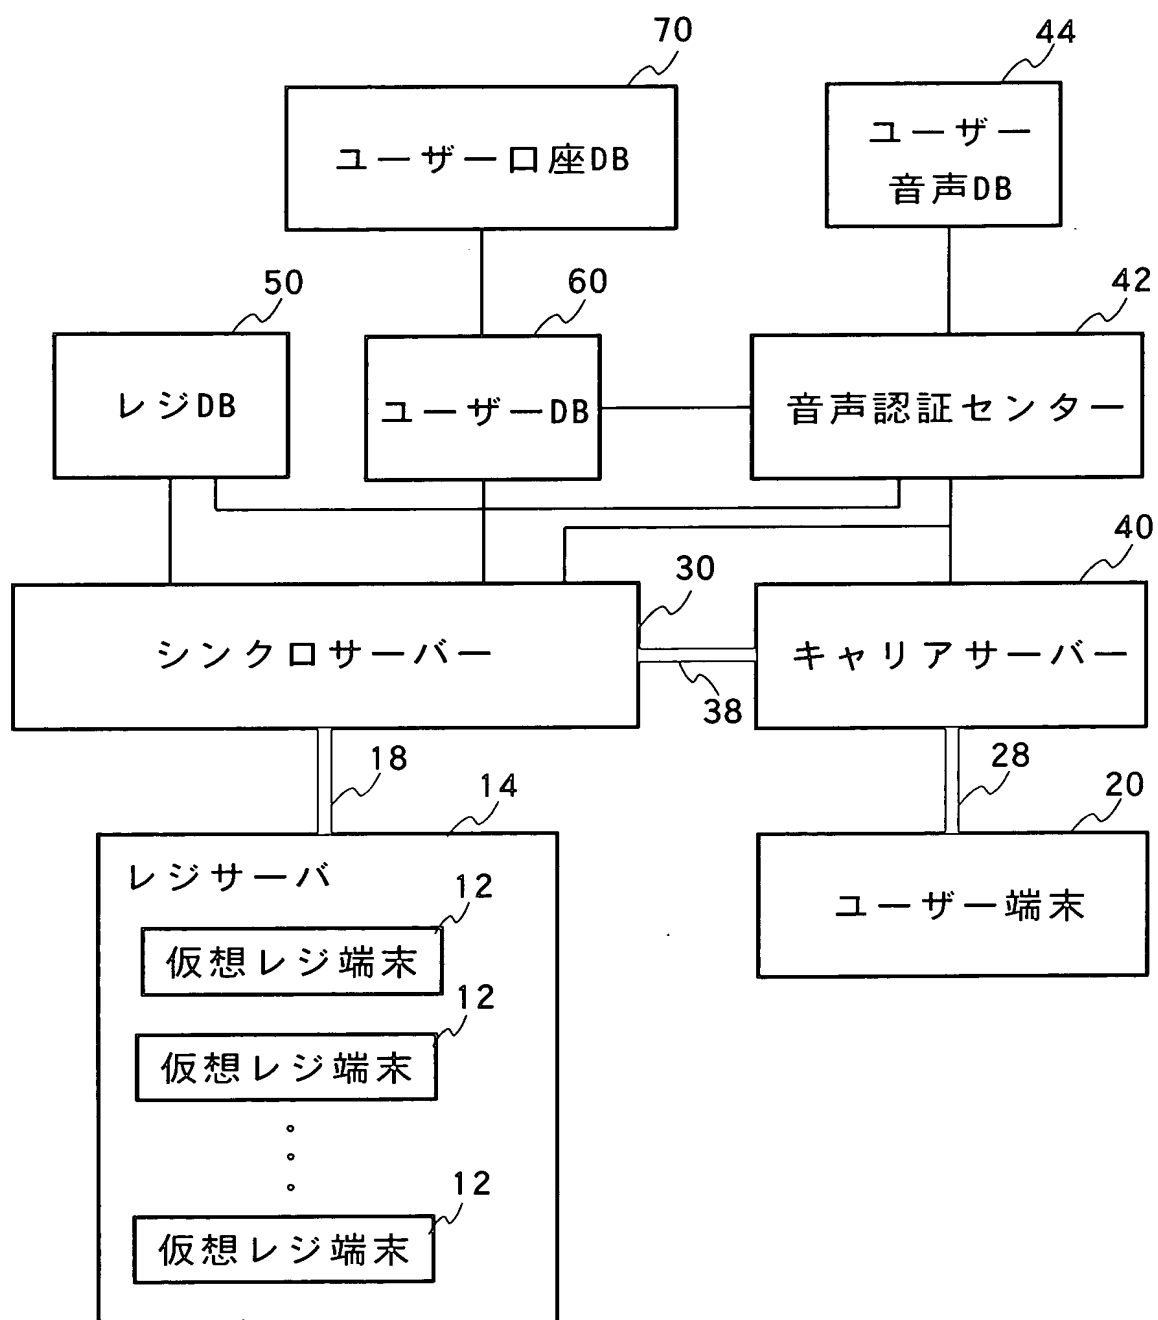 70
44
ユーザー口座DB
ユーザー
音声DB
50
60
42
レジDB
ユーザーDB
音声認証センター
40
30
シンクロサーバー
キャリアサーバー
38
18
28
14
20
レジサーバ
12
仮想レジ端末
ユーザー端末
12
仮想レジ端末
12
仮想レジ端末